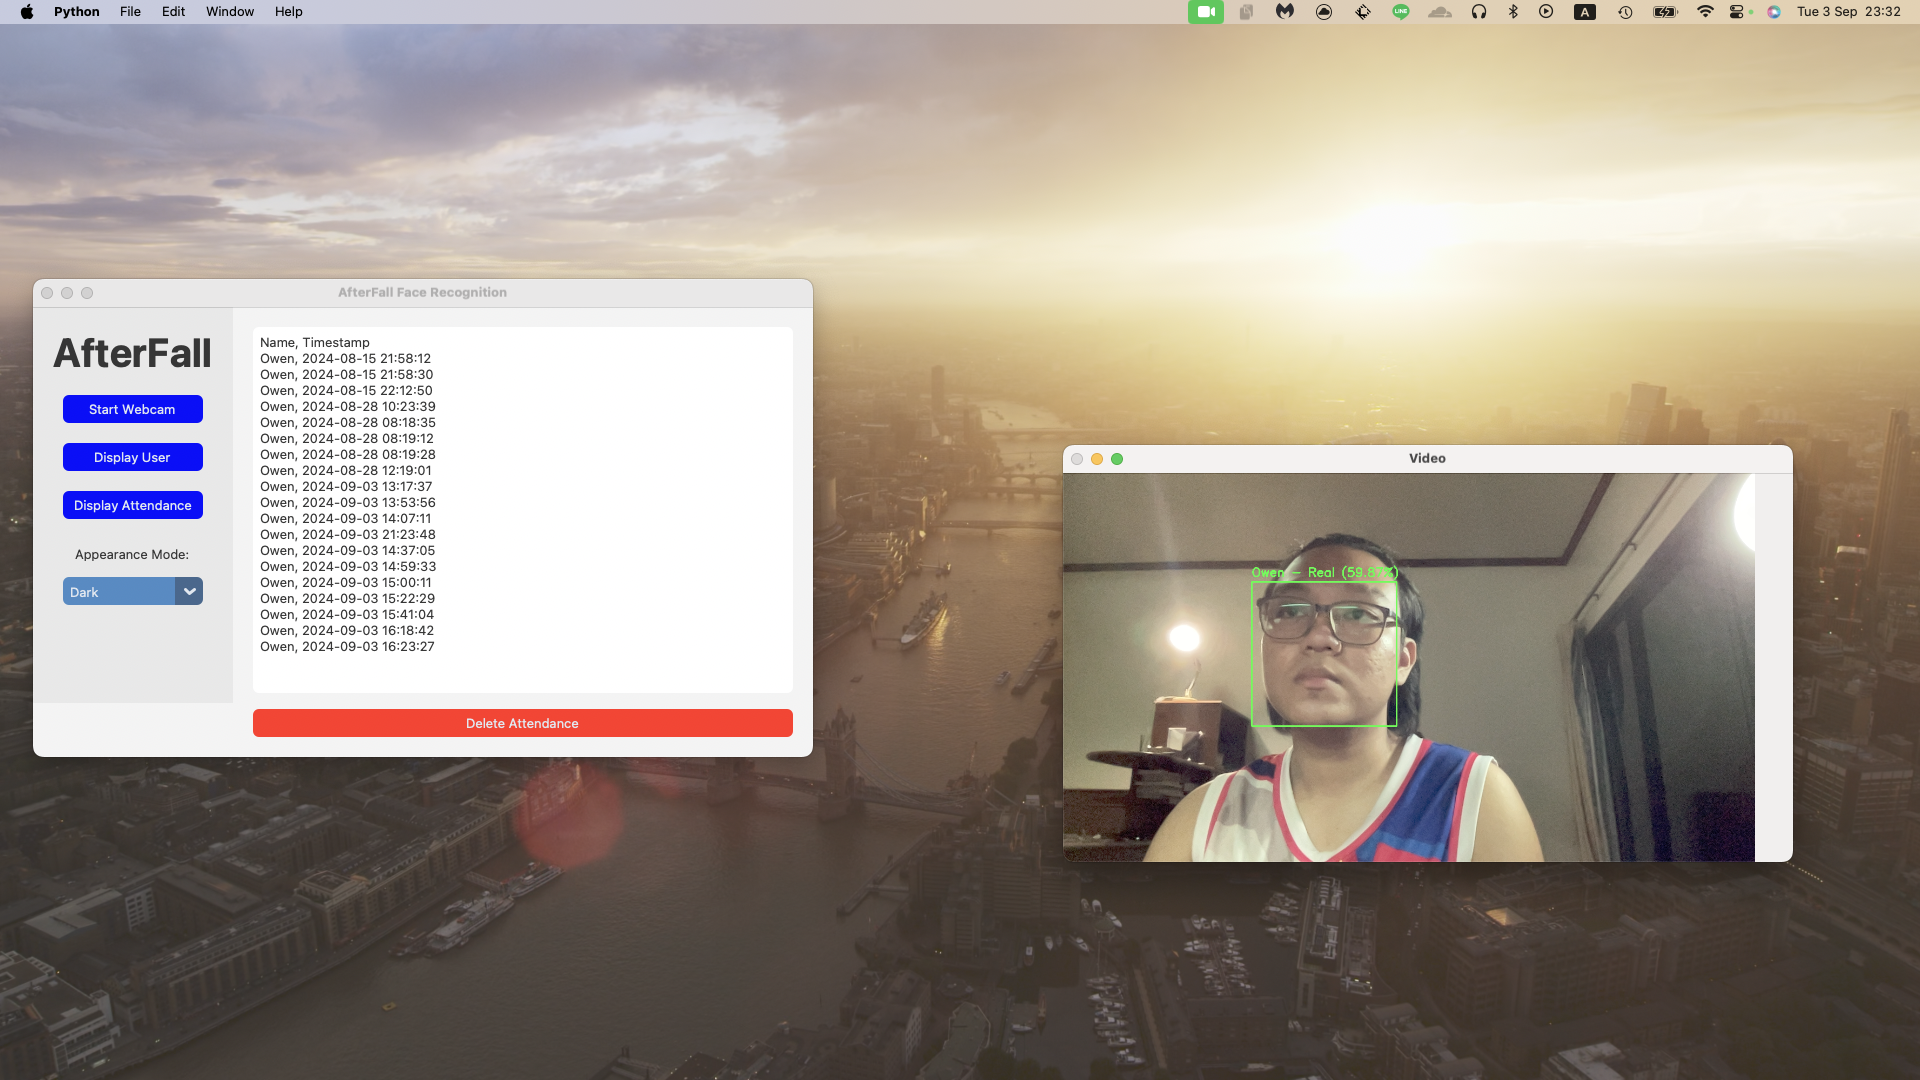 Python File Edit Window Help
LINE A Tue 3 Sep 23:32
AfterFall Face Recognition
AfterFall
Start Webcam
Display User
Display Attendance
Appearance Mode:
Dark
Name, Timestamp
Owen, 2024-08-15 21:58:12
Owen, 2024-08-15 21:58:30
Owen, 2024-08-15 22:12:50
Owen, 2024-08-28 10:23:39
Owen, 2024-08-28 08:18:35
Owen, 2024-08-28 08:19:12
Owen, 2024-08-28 08:19:28
Owen, 2024-08-28 12:19:01
Owen, 2024-09-03 13:17:37
Owen, 2024-09-03 13:53:56
Owen, 2024-09-03 14:07:11
Owen, 2024-09-03 21:23:48
Owen, 2024-09-03 14:37:05
Owen, 2024-09-03 14:59:33
Owen, 2024-09-03 15:00:11
Owen, 2024-09-03 15:22:29
Owen, 2024-09-03 15:41:04
Owen, 2024-09-03 16:18:42
Owen, 2024-09-03 16:23:27
Delete Attendance
Video
Owen - Real